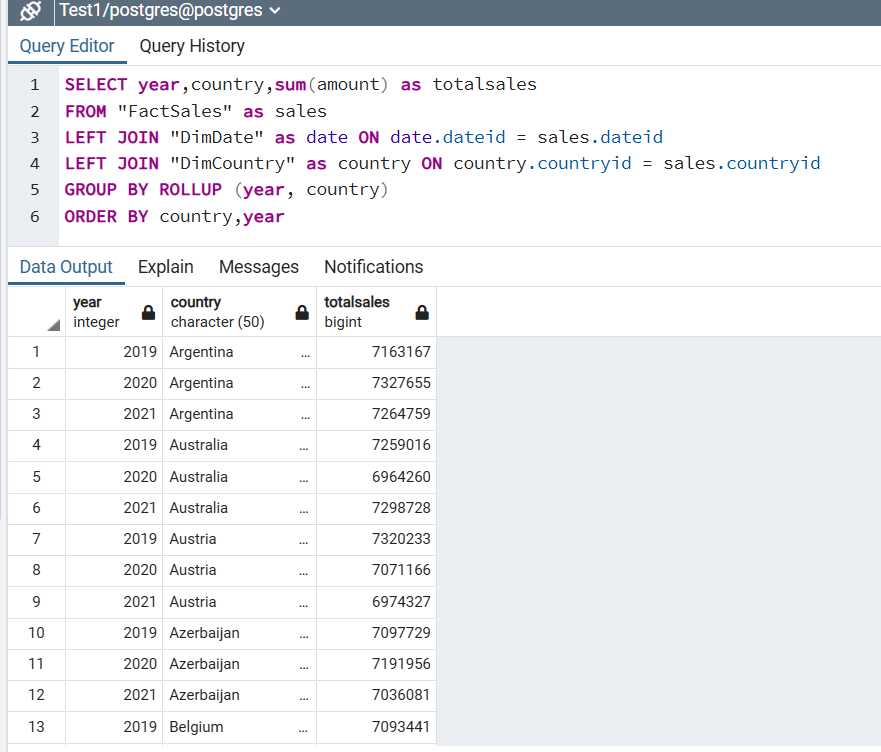 Test1/postgres@postgres
Query Editor Query History
1 SELECT year,country,sum(amount) as totalsales
2 FROM "FactSales" as sales
3 LEFT JOIN "DimDate" as date ON date.dateid = sales.dateid
4 LEFT JOIN "DimCountry" as country ON country.countryid = sales.countryid
5 GROUP BY ROLLUP (year, country)
6 ORDER BY country,year
Data Output Explain Messages Notifications
year country totalsales
integer character (50) bigint
1 2019 Argentina ... 7163167
2 2020 Argentina ... 7327655
3 2021 Argentina ... 7264759
4 2019 Australia ... 7259016
5 2020 Australia ... 6964260
6 2021 Australia ... 7298728
7 2019 Austria ... 7320233
8 2020 Austria ... 7071166
9 2021 Austria ... 6974327
10 2019 Azerbaijan ... 7097729
11 2020 Azerbaijan ... 7191956
12 2021 Azerbaijan ... 7036081
13 2019 Belgium ... 7093441